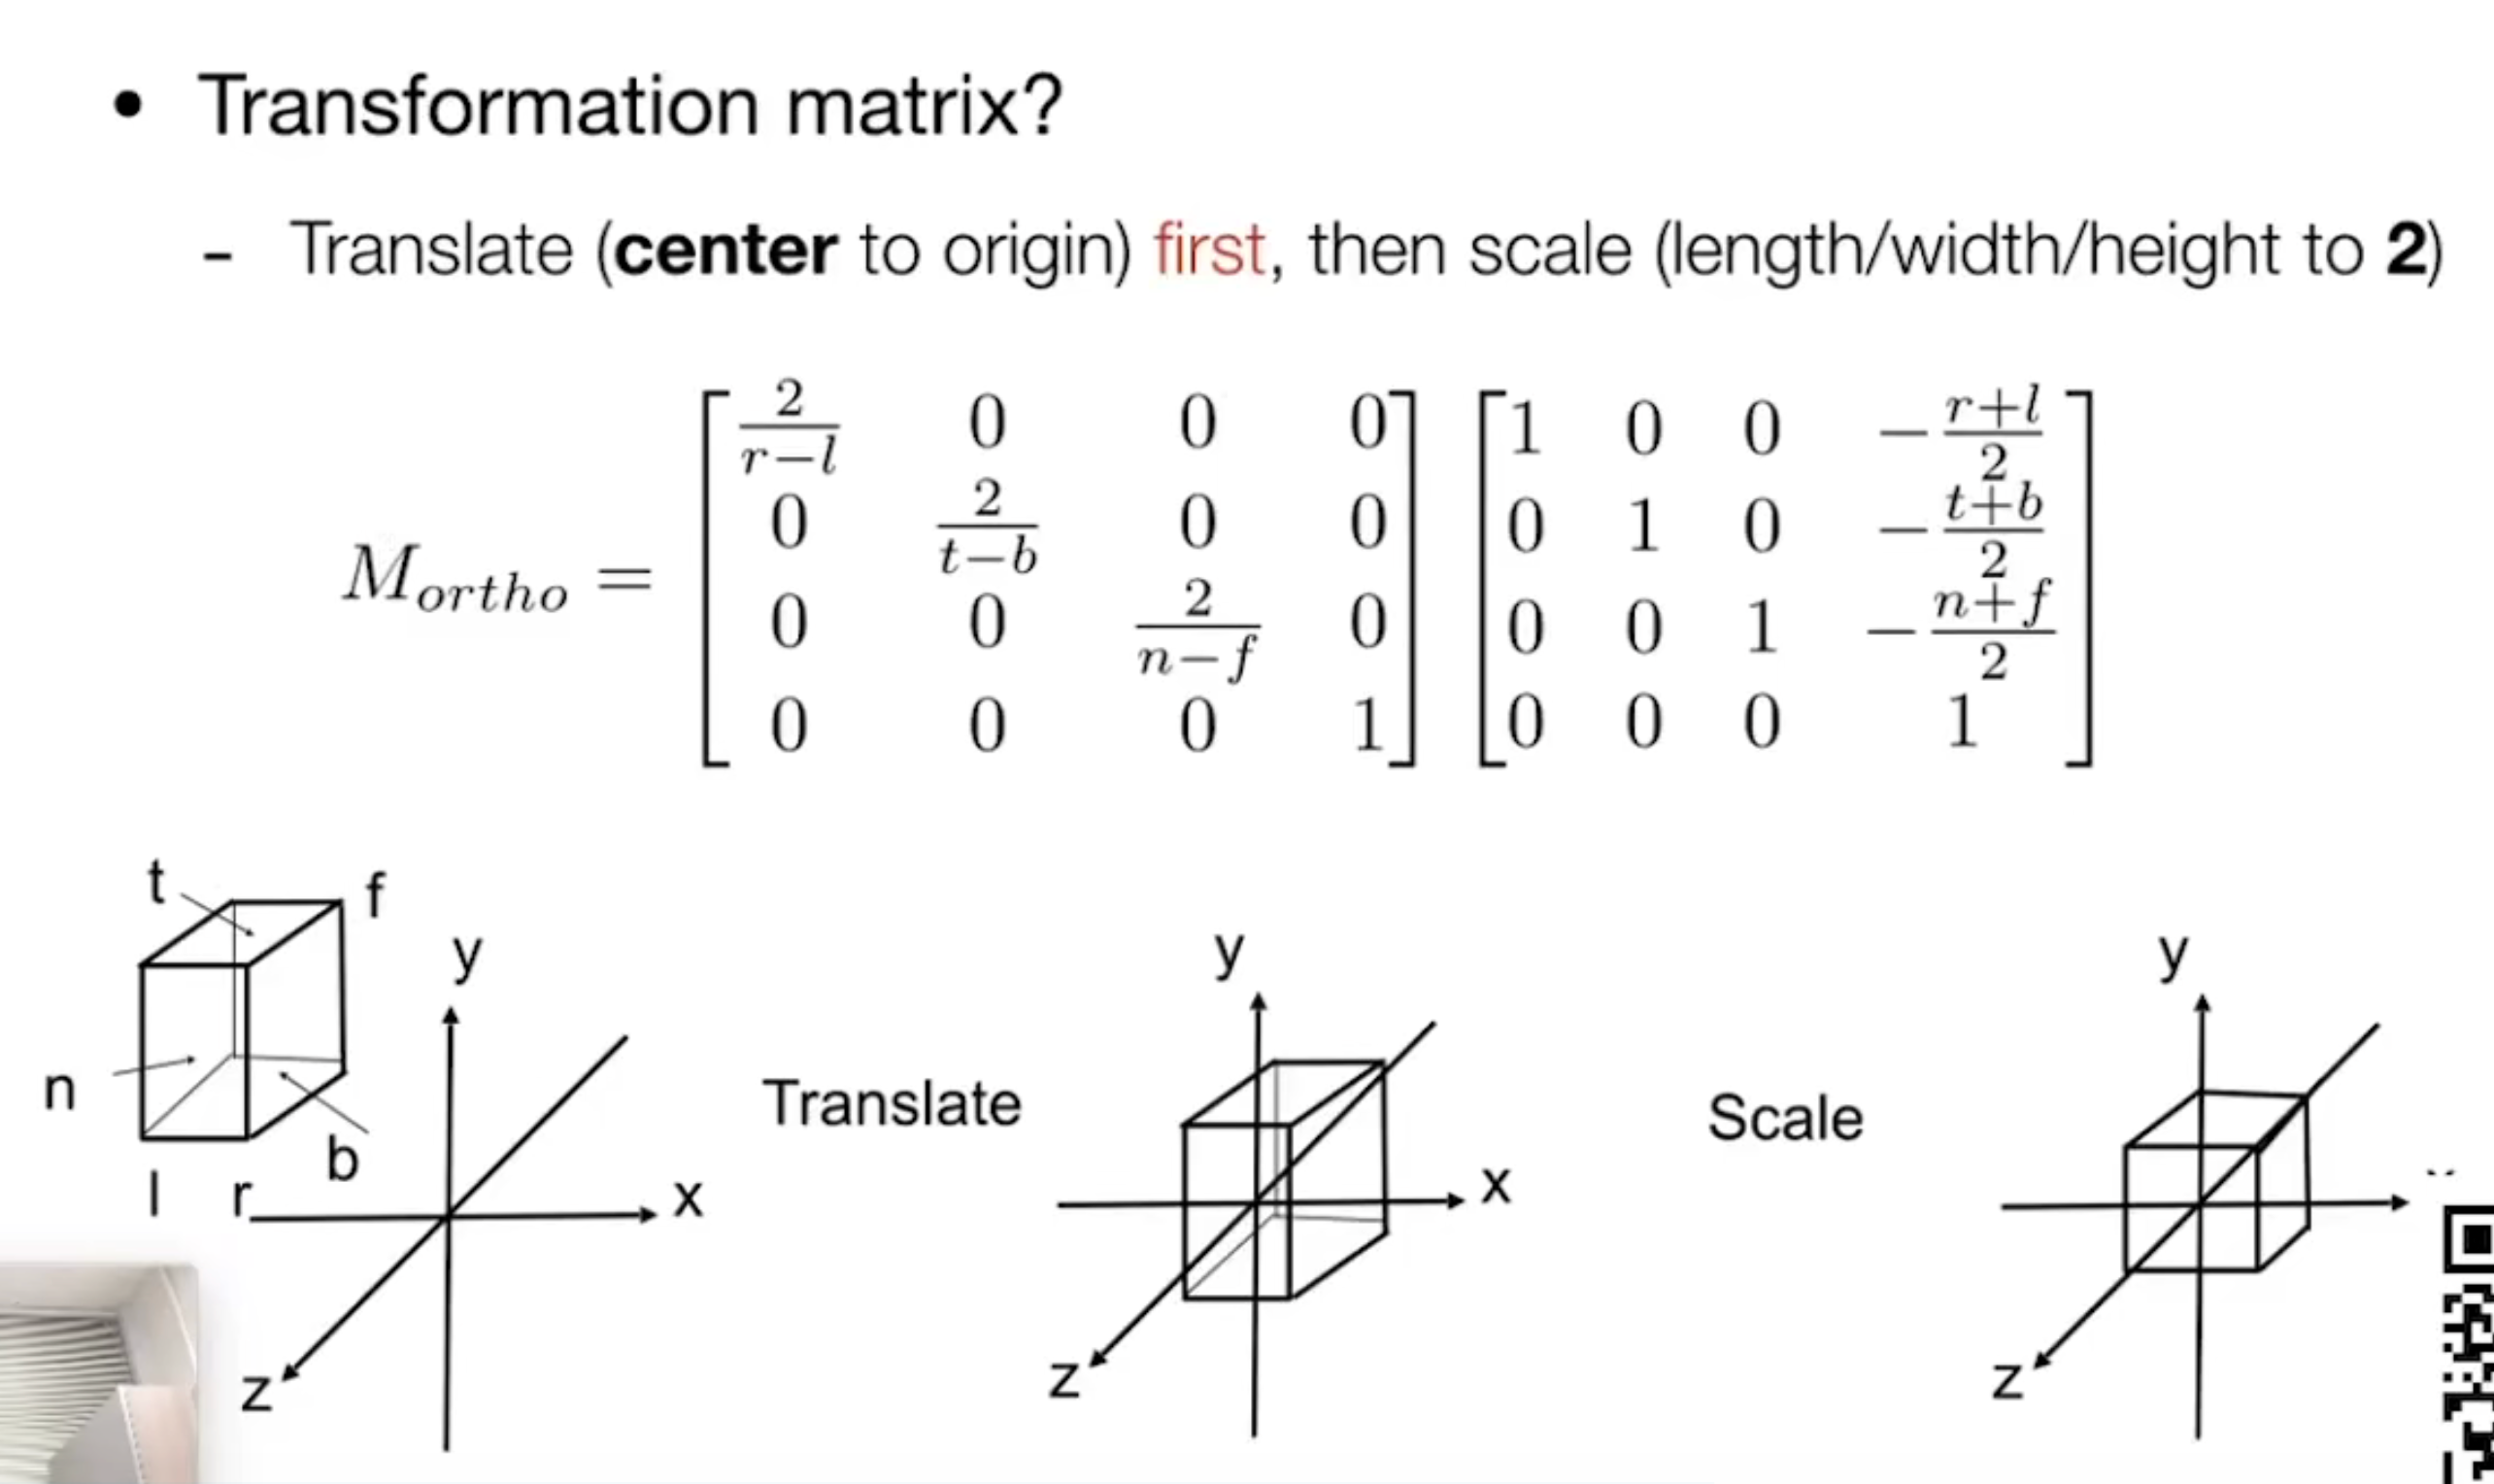 • Transformation matrix?
- Translate (center to origin) first, then scale (length/width/height to 2)
M_{ortho} = \begin{bmatrix} \frac{2}{r-l} & 0 & 0 & 0 \\ 0 & \frac{2}{t-b} & 0 & 0 \\ 0 & 0 & \frac{2}{n-f} & 0 \\ 0 & 0 & 0 & 1 \end{bmatrix} \begin{bmatrix} 1 & 0 & 0 & -\frac{r+l}{2} \\ 0 & 1 & 0 & -\frac{t+b}{2} \\ 0 & 0 & 1 & -\frac{n+f}{2} \\ 0 & 0 & 0 & 1 \end{bmatrix}
t
f
n
b
l
r
y
x
z
Translate
y
x
z
Scale
y
z